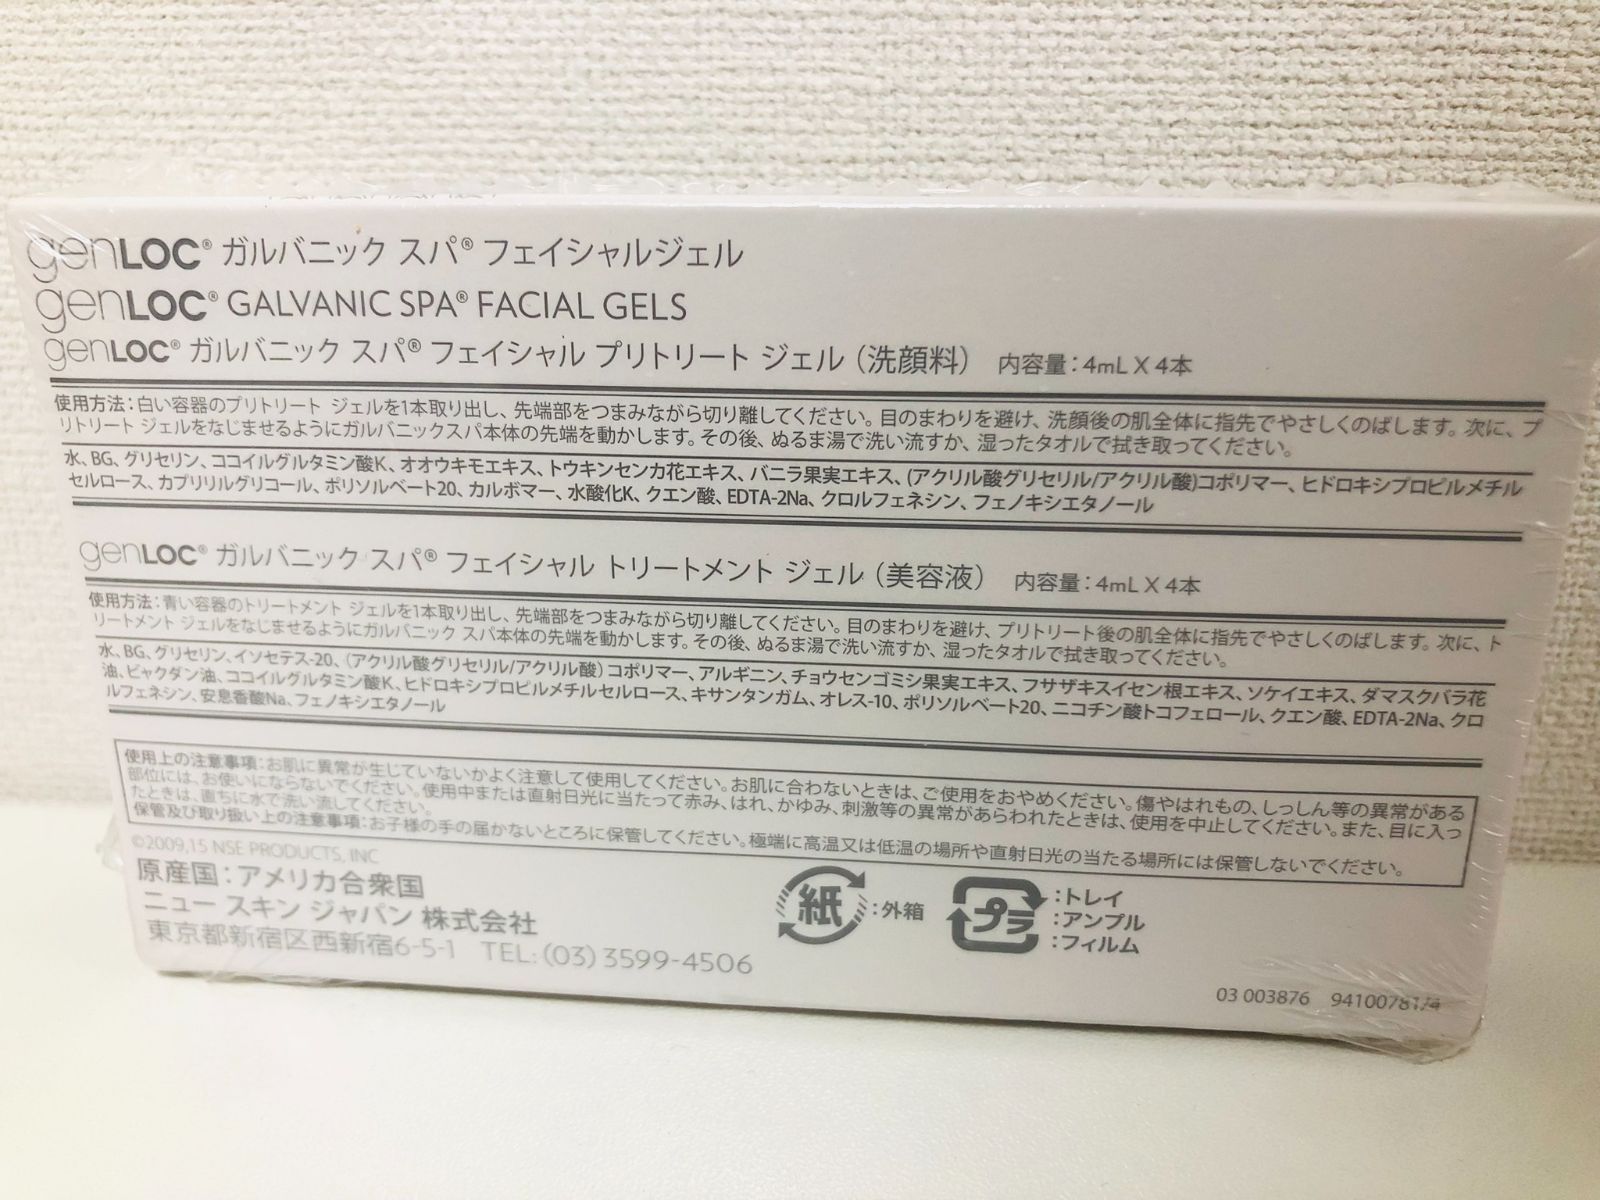 genLOC® ガルバニック スパ® フェイシャルジェル
genLOC® GALVANIC SPA® FACIAL GELS
genLOC® ガルバニック スパ® フェイシャル プリトリート ジェル（洗顔料） 内容量：4mL X 4本
使用方法：白い容器のプリトリート ジェルを1本取り出し、先端部をつまみながら切り離してください。目のまわりを避け、洗顔後の肌全体に指先でやさしくのばします。次に、プ
リトリート ジェルをなじませるようにガルバニックスパ本体の先端を動かします。その後、ぬるま湯で洗い流すか、湿ったタオルで拭き取ってください。
水、BG、グリセリン、ココイルグルタミン酸K、オオウキモエキス、トウキンセンカ花エキス、バニラ果実エキス、(アクリル酸グリセリル/アクリル酸)コポリマー、ヒドロキシプロピルメチル
セルロース、カプリリルグリコール、ポリソルベート20、カルボマー、水酸化K、クエン酸、EDTA-2Na、クロルフェネシン、フェノキシエタノール
genLOC® ガルバニック スパ® フェイシャル トリートメント ジェル（美容液） 内容量：4mL X 4本
使用方法：青い容器のトリートメント ジェルを1本取り出し、先端部をつまみながら切り離してください。目のまわりを避け、プリトリート後の肌全体に指先でやさしくのばします。次に、ト
リートメント ジェルをなじませるようにガルバニック スパ本体の先端を動かします。その後、ぬるま湯で洗い流すか、湿ったタオルで拭き取ってください。
水、BG、グリセリン、イソセテス-20、（アクリル酸グリセリル/アクリル酸）コポリマー、アルギニン、チョウセンゴミシ果実エキス、フサザキスイセン根エキス、ソケイエキス、ダマスクバラ花
油、ビャクダン油、ココイルグルタミン酸K、ヒドロキシプロピルメチルセルロース、キサンタンガム、オレス-10、ポリソルベート20、ニコチン酸トコフェロール、クエン酸、EDTA-2Na、クロ
ルフェネシン、安息香酸Na、フェノキシエタノール
使用上の注意事項：お肌に異常が生じていないかよく注意して使用してください。お肌に合わないときは、ご使用をおやめください。傷やはれもの、しっしん等の異常がある
部位には、お使いにならないでください。使用中または直射日光に当たって赤み、はれ、かゆみ、刺激等の異常があらわれたときは、使用を中止してください。また、目に入っ
たときは、直ちに水で洗い流してください。
保管及び取り扱い上の注意事項：お子様の手の届かないところに保管してください。極端に高温又は低温の場所や直射日光の当たる場所には保管しないでください。
©2009,15 NSE PRODUCTS, INC
原産国：アメリカ合衆国
ニュー スキン ジャパン 株式会社
東京都新宿区西新宿6-5-1 TEL: (03) 3599-4506
紙：外箱
プラ：トレイ
：アンプル
：フィルム
03 003876